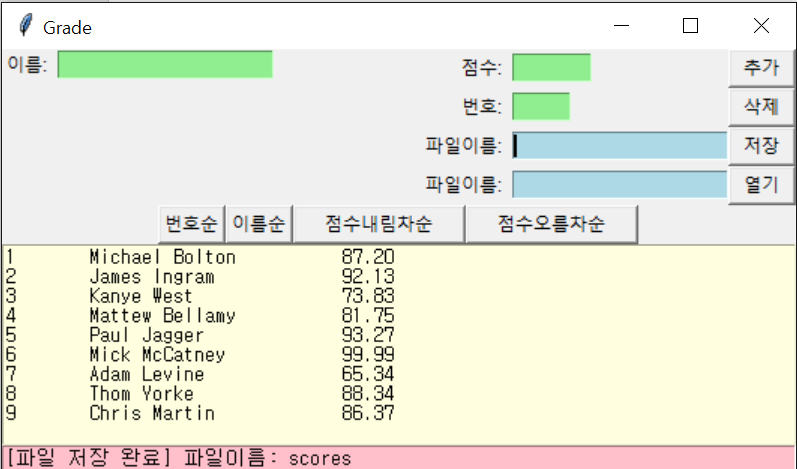 Grade
이름: 점수: 추가
번호: 삭제
파일이름: 저장
파일이름: 열기
번호순 이름순 점수내림차순 점수오름차순
1 Michael Bolton 87.20
2 James Ingram 92.13
3 Kanye West 73.83
4 Mattew Bellamy 81.75
5 Paul Jagger 93.27
6 Mick McCatney 99.99
7 Adam Levine 65.34
8 Thom Yorke 88.34
9 Chris Martin 86.37
[파일 저장 완료] 파일이름: scores